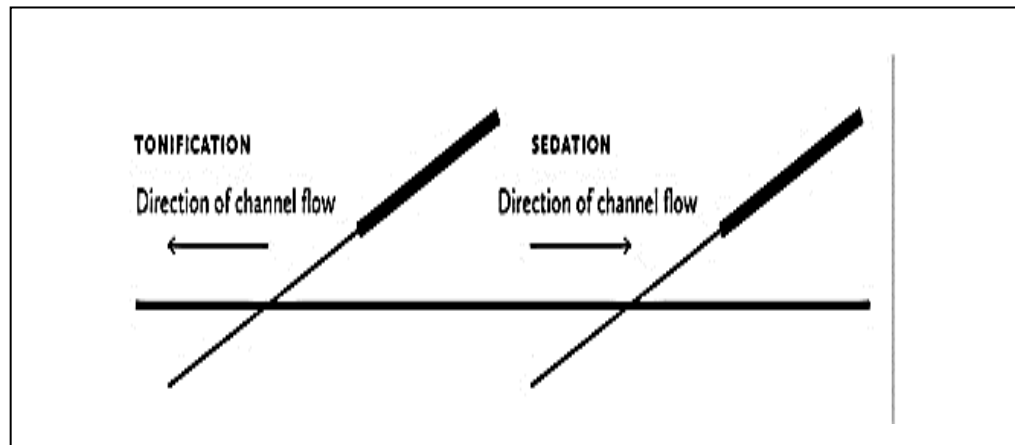 TONIFICATION
Direction of channel flow
SEDATION
Direction of channel flow